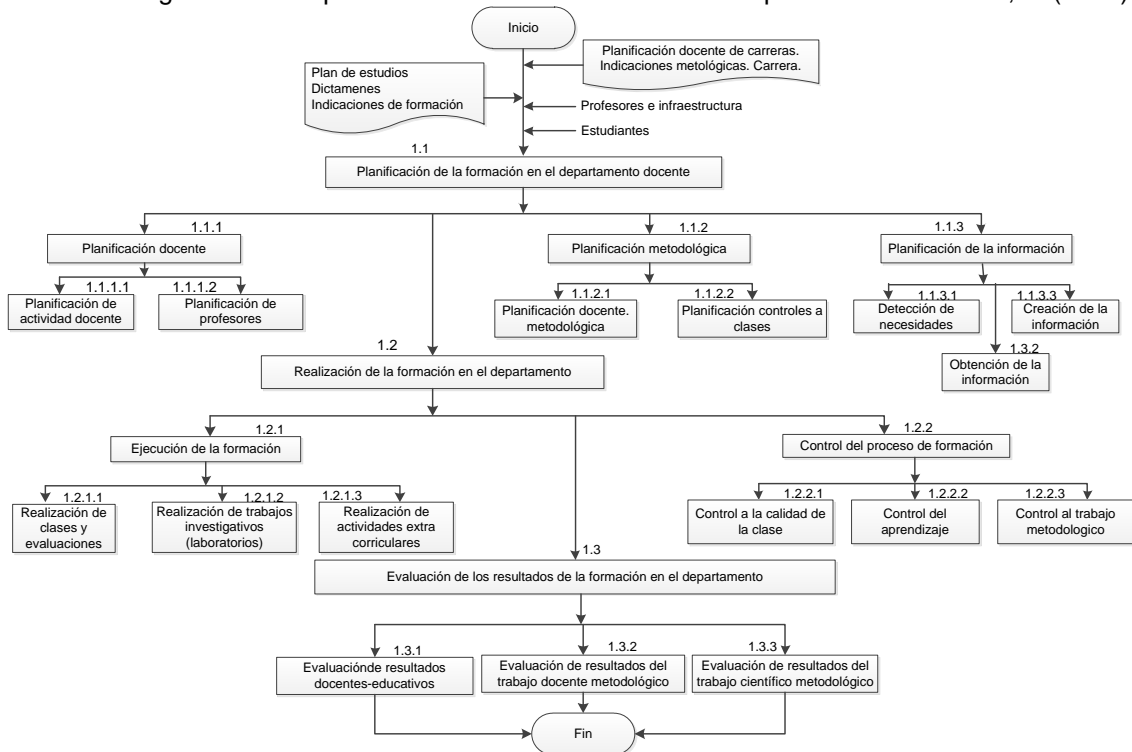 Inicio
Planificación docente de carreras.
Indicaciones metológicas. Carrera.
Plan de estudios
Dictamenes
Indicaciones de formación
Profesores e infraestructura
Estudiantes
1.1
Planificación de la formación en el departamento docente
1.1.1
Planificación docente
1.1.2
Planificación metodológica
1.1.3
Planificación de la información
1.1.1.1
Planificación de
actividad docente
1.1.1.2
Planificación de
profesores
1.1.2.1
Planificación docente.
metodológica
1.1.2.2
Planificación controles a
clases
1.1.3.1
Detección de
necesidades
1.1.3.3
Creación de la
información
1.3.2
Obtención de la
información
1.2
Realización de la formación en el departamento
1.2.1
Ejecución de la formación
1.2.2
Control del proceso de formación
1.2.1.1
Realización de
clases y
evaluaciones
1.2.1.2
Realización de trabajos
investigativos
(laboratorios)
1.2.1.3
Realización de
actividades extra
corriculares
1.2.2.1
Control a la calidad de
la clase
1.2.2.2
Control del
aprendizaje
1.2.2.3
Control al trabajo
metodologico
1.3
Evaluación de los resultados de la formación en el departamento
1.3.1
Evaluaciónde resultados
docentes-educativos
1.3.2
Evaluación de resultados del
trabajo docente metodológico
1.3.3
Evaluación de resultados del
trabajo científico metodológico
Fin